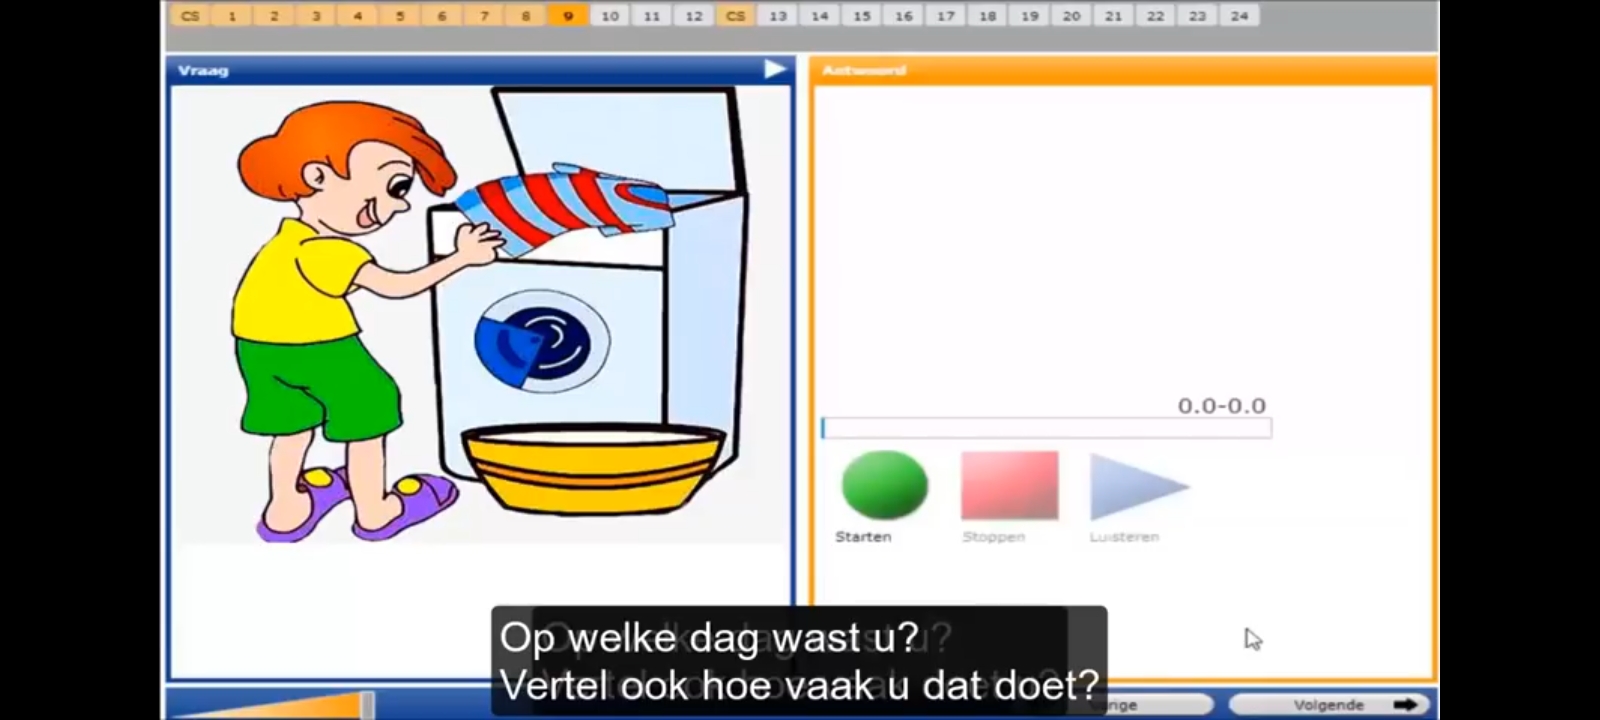 CS 1 2 3 4 5 6 7 8 9 10 11 12 CS 13 14 15 16 17 18 19 20 21 22 23 24
Vraag
Antwoord
0.0-0.0
Starten Stoppen Luisteren
Op welke dag wast u?
Vertel ook hoe vaak u dat doet?
Volgende